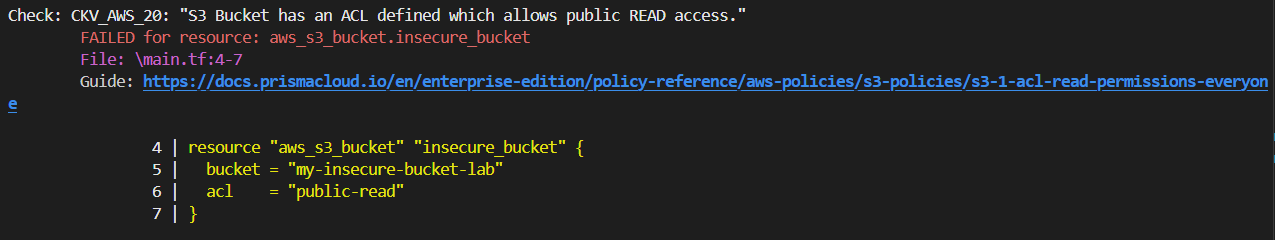 Check: CKV_AWS_20: "S3 Bucket has an ACL defined which allows public READ access."
FAILED for resource: aws_s3_bucket.insecure_bucket
File: \main.tf:4-7
Guide: https://docs.prismacloud.io/en/enterprise-edition/policy-reference/aws-policies/s3-policies/s3-1-acl-read-permissions-everyon
e
4 | resource "aws_s3_bucket" "insecure_bucket" {
5 |   bucket = "my-insecure-bucket-lab"
6 |   acl    = "public-read"
7 | }